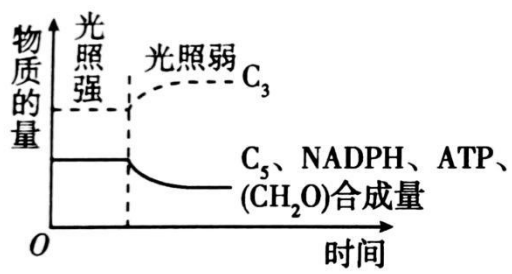 物质的量
光照强
光照弱
C₃
C₅、NADPH、ATP、
(CH₂O)合成量
O
时间